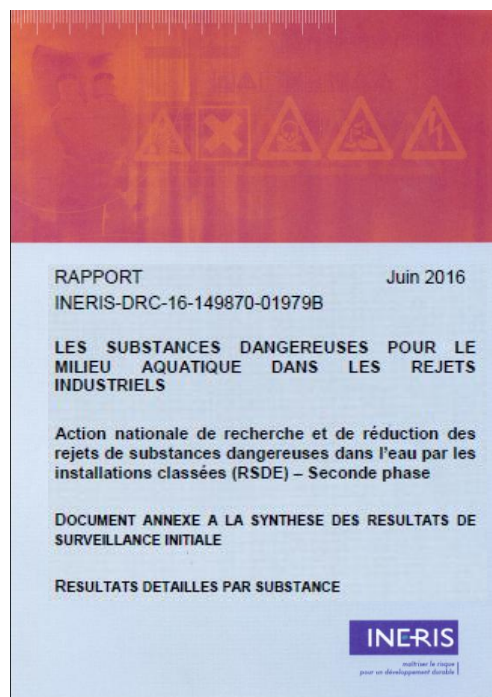 RAPPORT Juin 2016
INERIS-DRC-16-149870-01979B
LES SUBSTANCES DANGEREUSES POUR LE
MILIEU AQUATIQUE DANS LES REJETS
INDUSTRIELS
Action nationale de recherche et de réduction des
rejets de substances dangereuses dans l'eau par les
installations classées (RSDE) – Seconde phase
DOCUMENT ANNEXE A LA SYNTHESE DES RESULTATS DE
SURVEILLANCE INITIALE
RESULTATS DETAILLES PAR SUBSTANCE
INERIS
maîtriser le risque
pour un développement durable